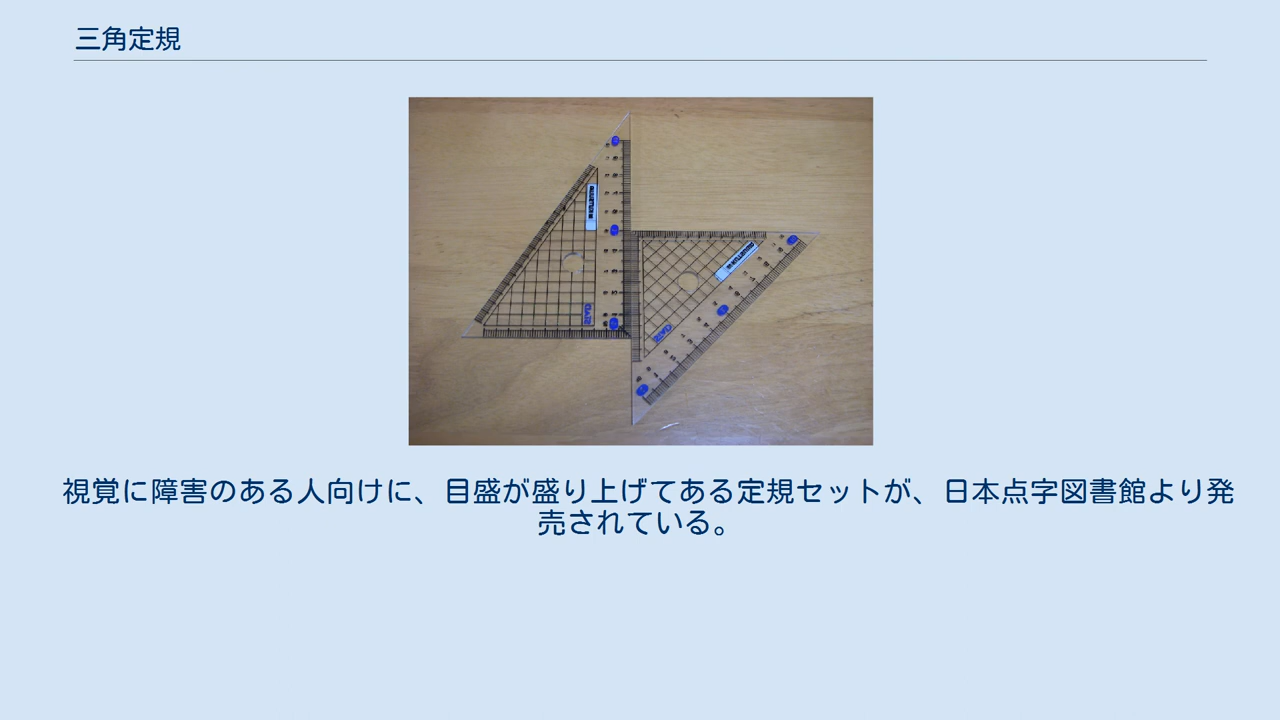 三角定規
視覚に障害のある人向けに、目盛が盛り上げてある定規セットが、日本点字図書館より発
売されている。